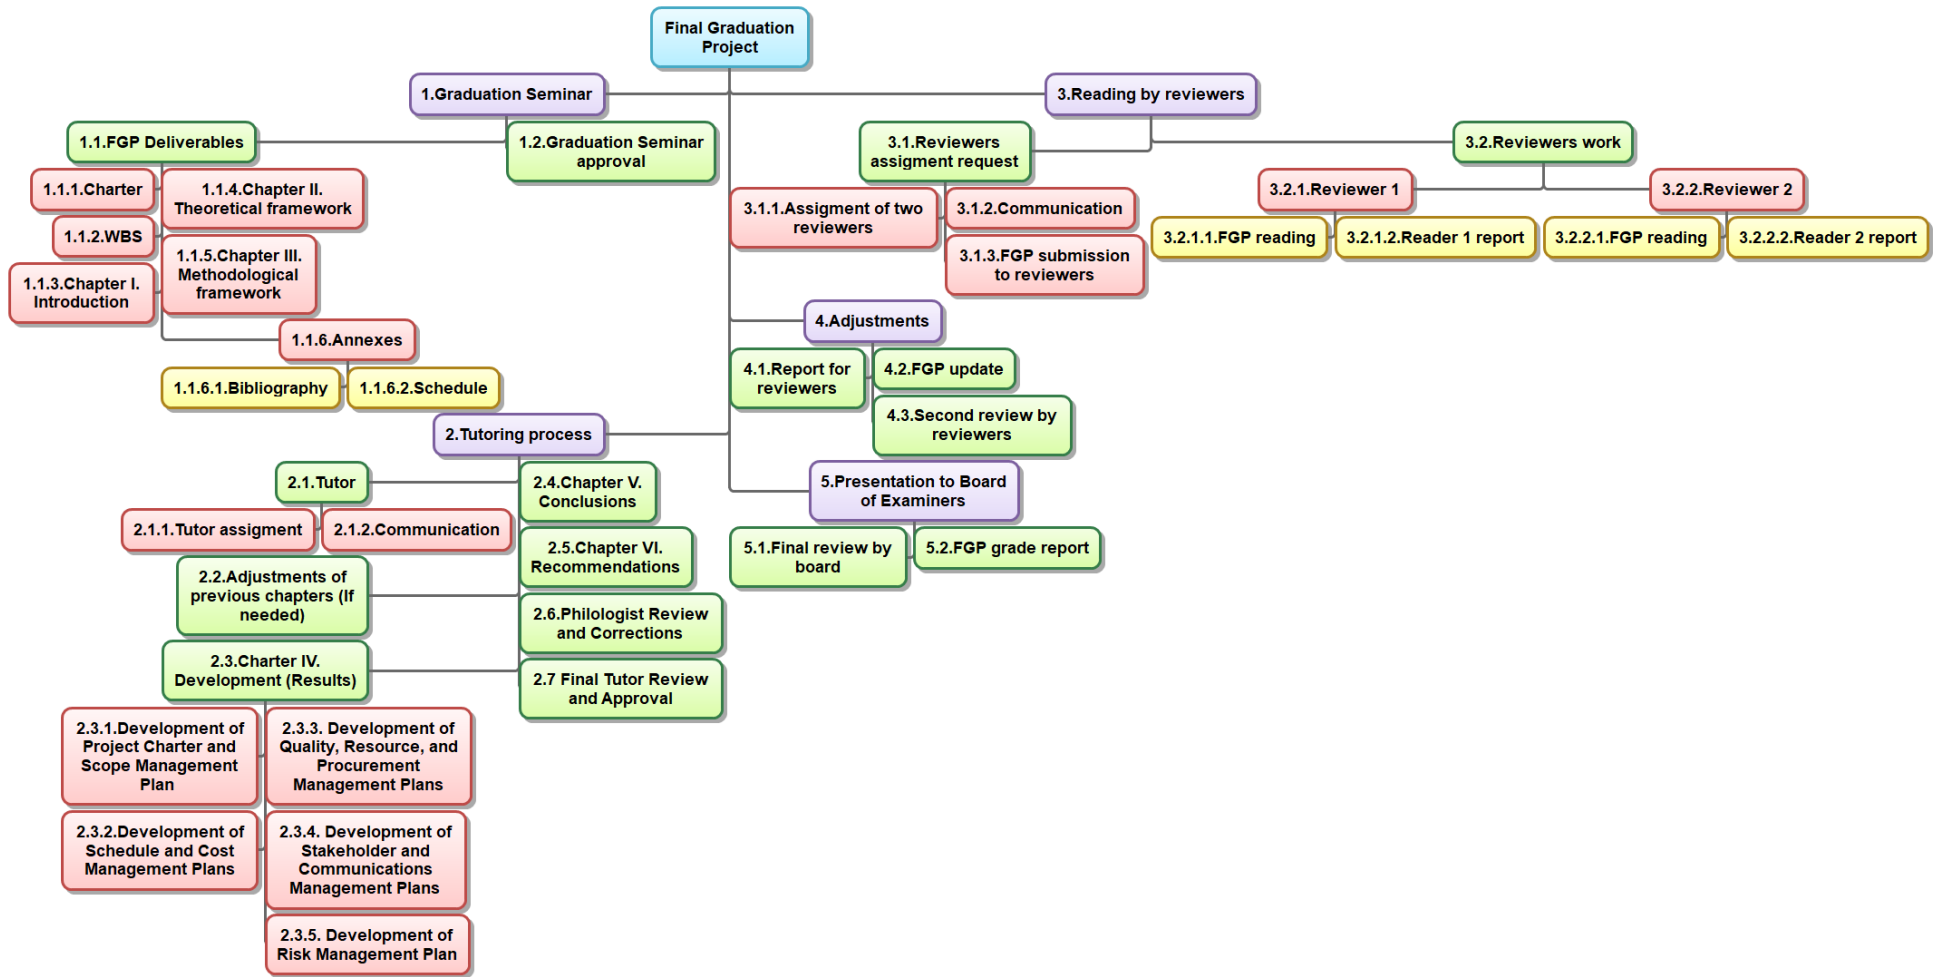 Final Graduation
Project
1.Graduation Seminar
1.1.FGP Deliverables
1.1.1.Charter
1.1.2.WBS
1.1.3.Chapter I.
Introduction
1.1.4.Chapter II.
Theoretical framework
1.1.5.Chapter III.
Methodological
framework
1.1.6.Annexes
1.1.6.1.Bibliography
1.1.6.2.Schedule
1.2.Graduation Seminar
approval
2.Tutoring process
2.1.Tutor
2.1.1.Tutor assigment
2.1.2.Communication
2.2.Adjustments of
previous chapters (If
needed)
2.3.Charter IV.
Development (Results)
2.3.1.Development of
Project Charter and
Scope Management
Plan
2.3.2.Development of
Schedule and Cost
Management Plans
2.3.3. Development of
Quality, Resource, and
Procurement
Management Plans
2.3.4. Development of
Stakeholder and
Communications
Management Plans
2.3.5. Development of
Risk Management Plan
2.4.Chapter V.
Conclusions
2.5.Chapter VI.
Recommendations
2.6.Philologist Review
and Corrections
2.7 Final Tutor Review
and Approval
3.Reading by reviewers
3.1.Reviewers
assigment request
3.1.1.Assigment of two
reviewers
3.1.2.Communication
3.1.3.FGP submission
to reviewers
3.2.Reviewers work
3.2.1.Reviewer 1
3.2.1.1.FGP reading
3.2.1.2.Reader 1 report
3.2.2.Reviewer 2
3.2.2.1.FGP reading
3.2.2.2.Reader 2 report
4.Adjustments
4.1.Report for
reviewers
4.2.FGP update
4.3.Second review by
reviewers
5.Presentation to Board
of Examiners
5.1.Final review by
board
5.2.FGP grade report